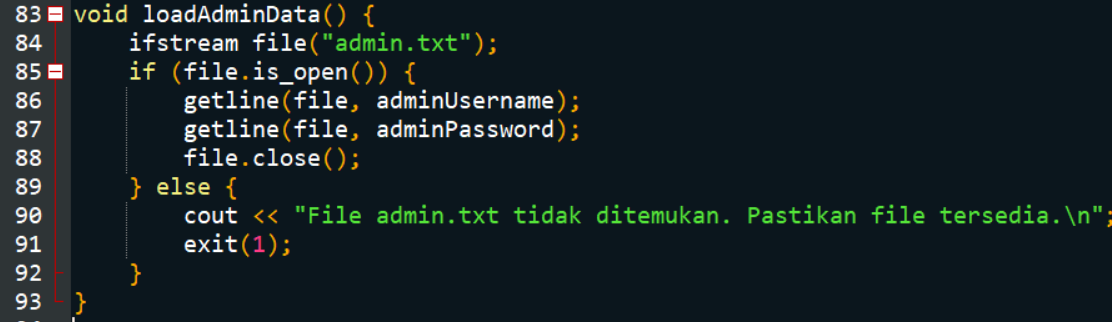 83 void loadAdminData() {
84     ifstream file("admin.txt");
85     if (file.is_open()) {
86         getline(file, adminUsername);
87         getline(file, adminPassword);
88         file.close();
89     } else {
90         cout << "File admin.txt tidak ditemukan. Pastikan file tersedia.\n";
91         exit(1);
92     }
93 }